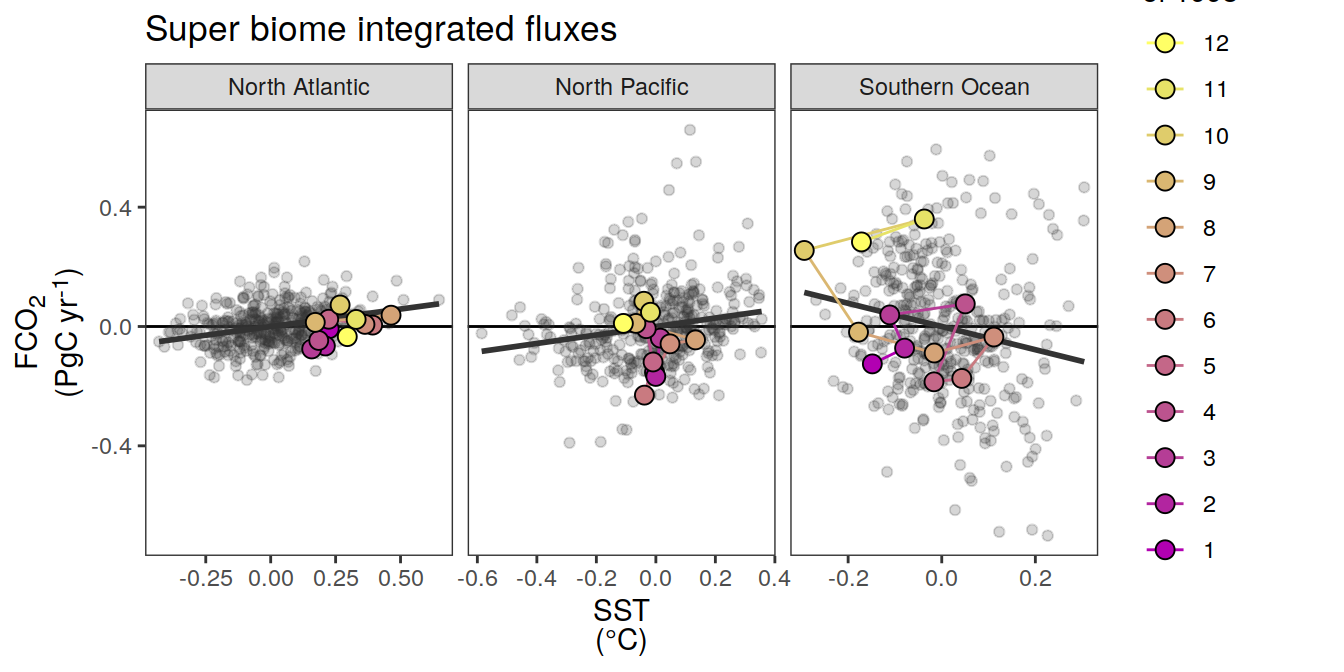 Super biome integrated fluxes
North Atlantic
North Pacific
Southern Ocean
FCO₂
(PgC yr⁻¹)
0.4
0.0
-0.4
-0.25 0.00 0.25 0.50
-0.6 -0.4 -0.2 0.0 0.2 0.4
-0.2 0.0 0.2
SST
(°C)
12
11
10
9
8
7
6
5
4
3
2
1